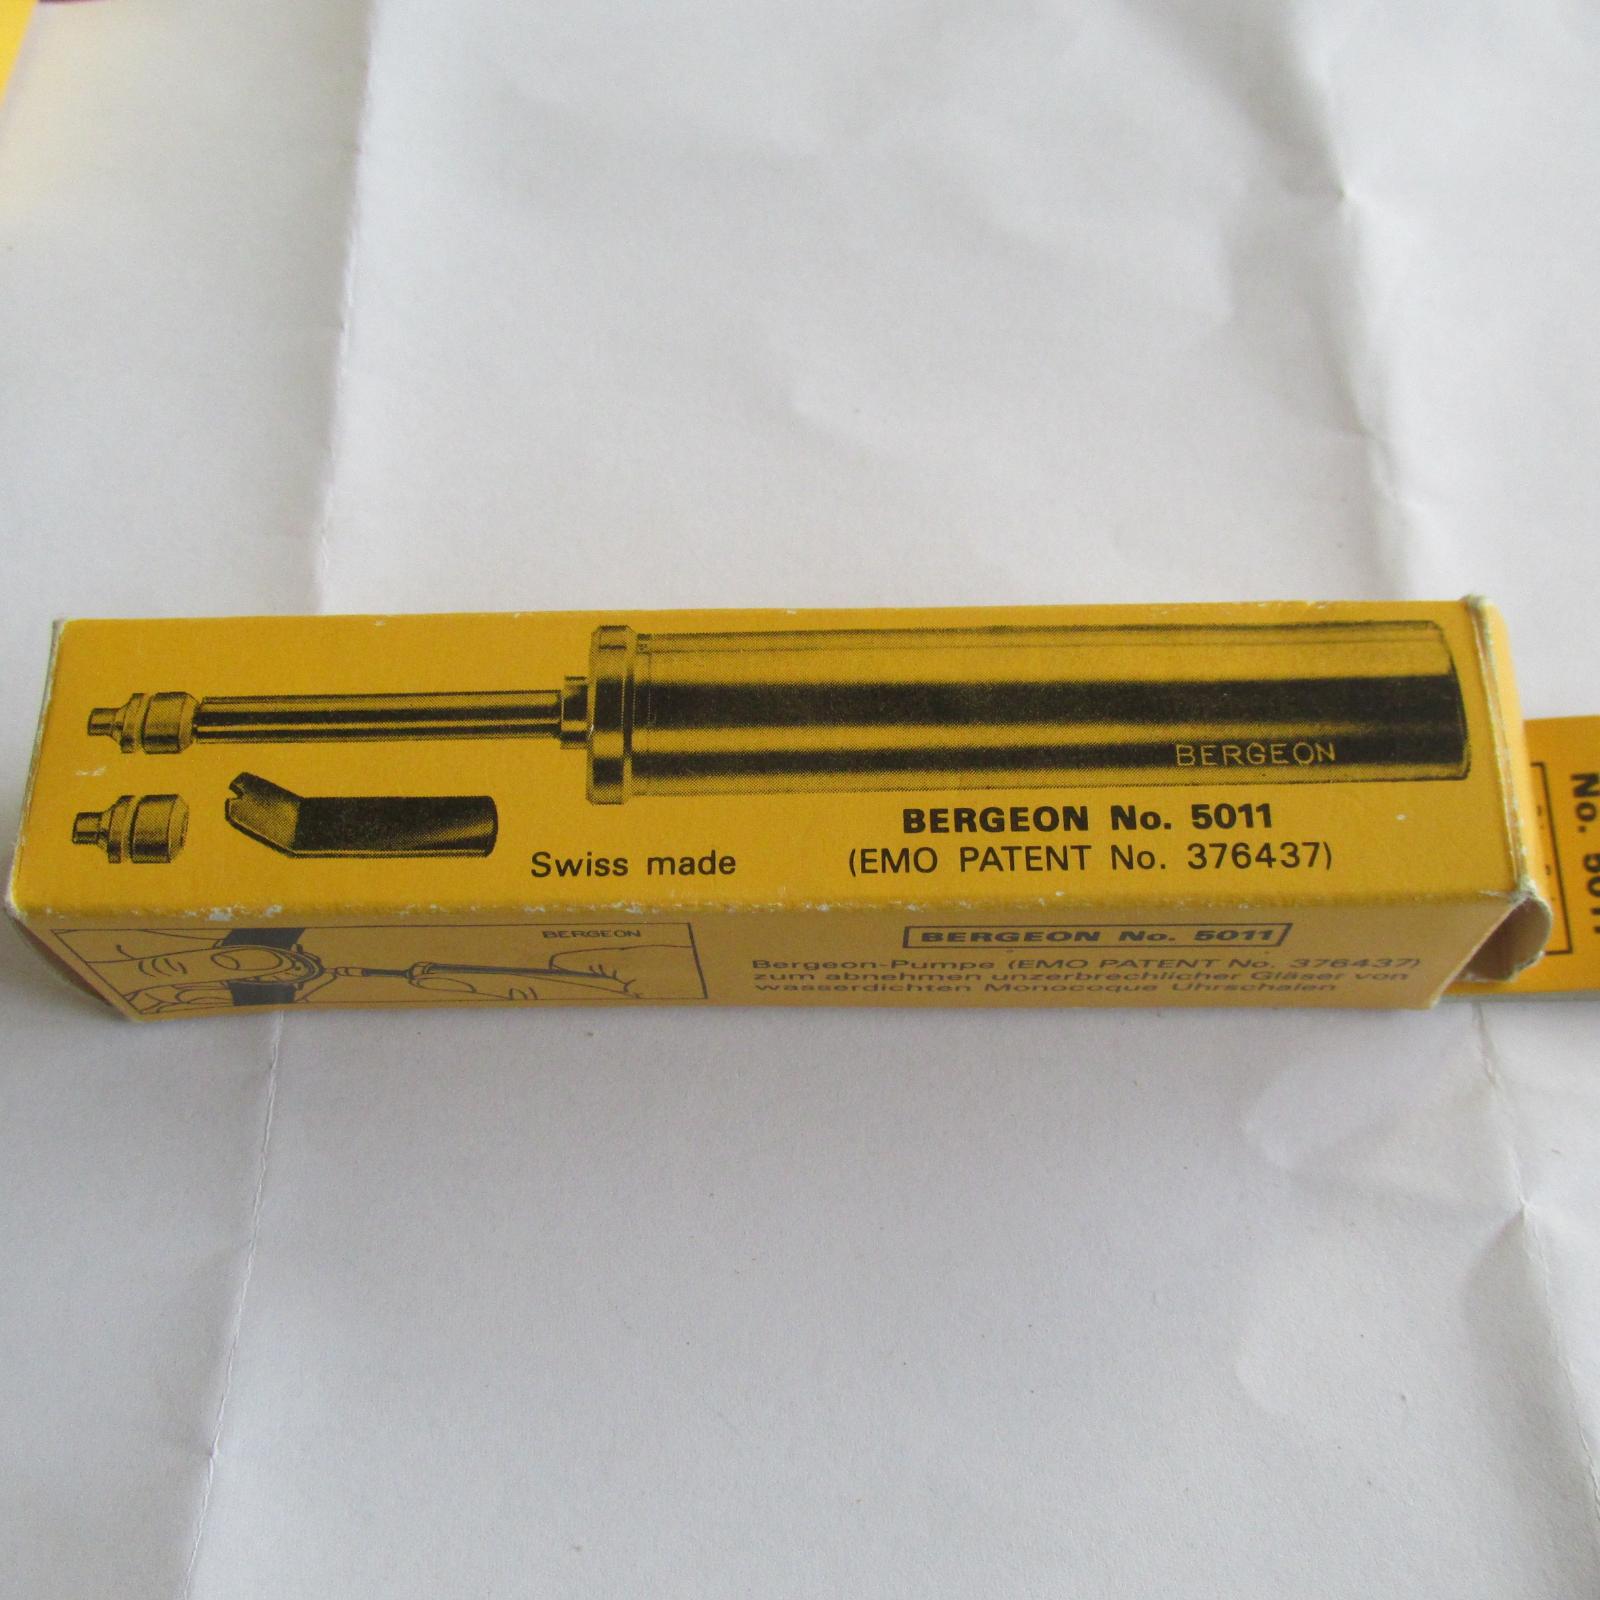 BERGEON
BERGEON No. 5011
(EMO PATENT No. 376437)
Swiss made
BERGEON
BERGEON No. 5011
Bergeon-Pumpe (EMO PATENT No. 376437)
zum abnehmen unzerbrechlicher Gläser von
wasserdichten Monocoque Uhrschalen
No. 5011